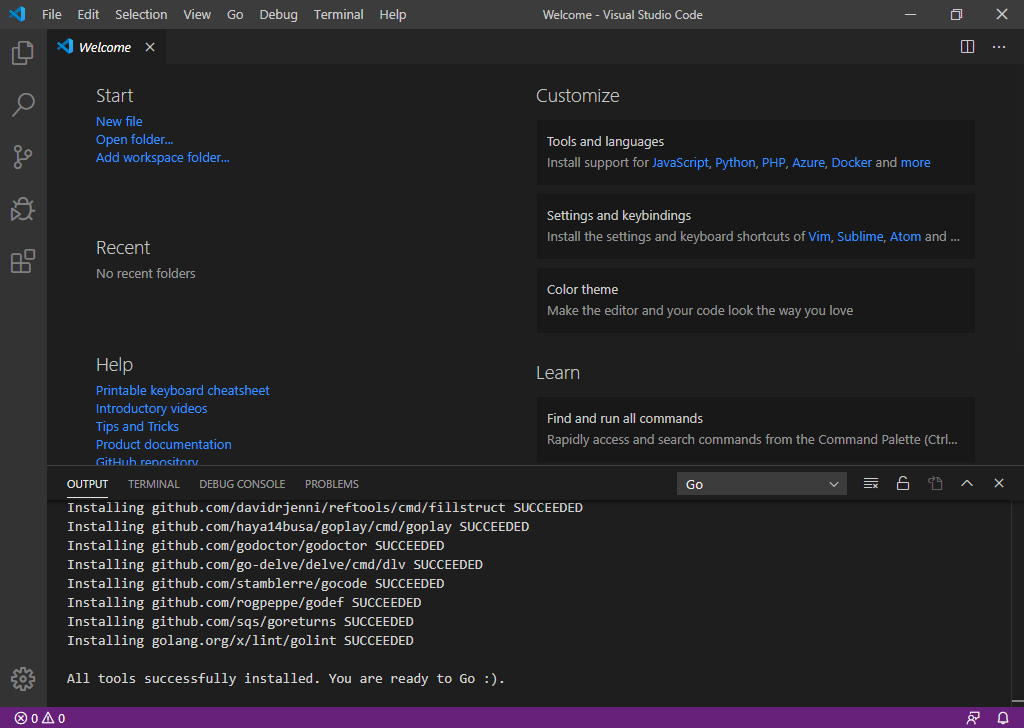 File Edit Selection View Go Debug Terminal Help Welcome - Visual Studio Code
Welcome
Start
New file
Open folder...
Add workspace folder...
Recent
No recent folders
Help
Printable keyboard cheatsheet
Introductory videos
Tips and Tricks
Product documentation
GitHub repository
Customize
Tools and languages
Install support for JavaScript, Python, PHP, Azure, Docker and more
Settings and keybindings
Install the settings and keyboard shortcuts of Vim, Sublime, Atom and ...
Color theme
Make the editor and your code look the way you love
Learn
Find and run all commands
Rapidly access and search commands from the Command Palette (Ctrl...
OUTPUT TERMINAL DEBUG CONSOLE PROBLEMS Go
Installing github.com/davidrjenni/reftools/cmd/fillstruct SUCCEEDED
Installing github.com/haya14busa/goplay/cmd/goplay SUCCEEDED
Installing github.com/godoctor/godoctor SUCCEEDED
Installing github.com/go-delve/delve/cmd/dlv SUCCEEDED
Installing github.com/stamblerre/gocode SUCCEEDED
Installing github.com/rogpeppe/godef SUCCEEDED
Installing github.com/sqs/goreturns SUCCEEDED
Installing golang.org/x/lint/golint SUCCEEDED
All tools successfully installed. You are ready to Go :).
0 0